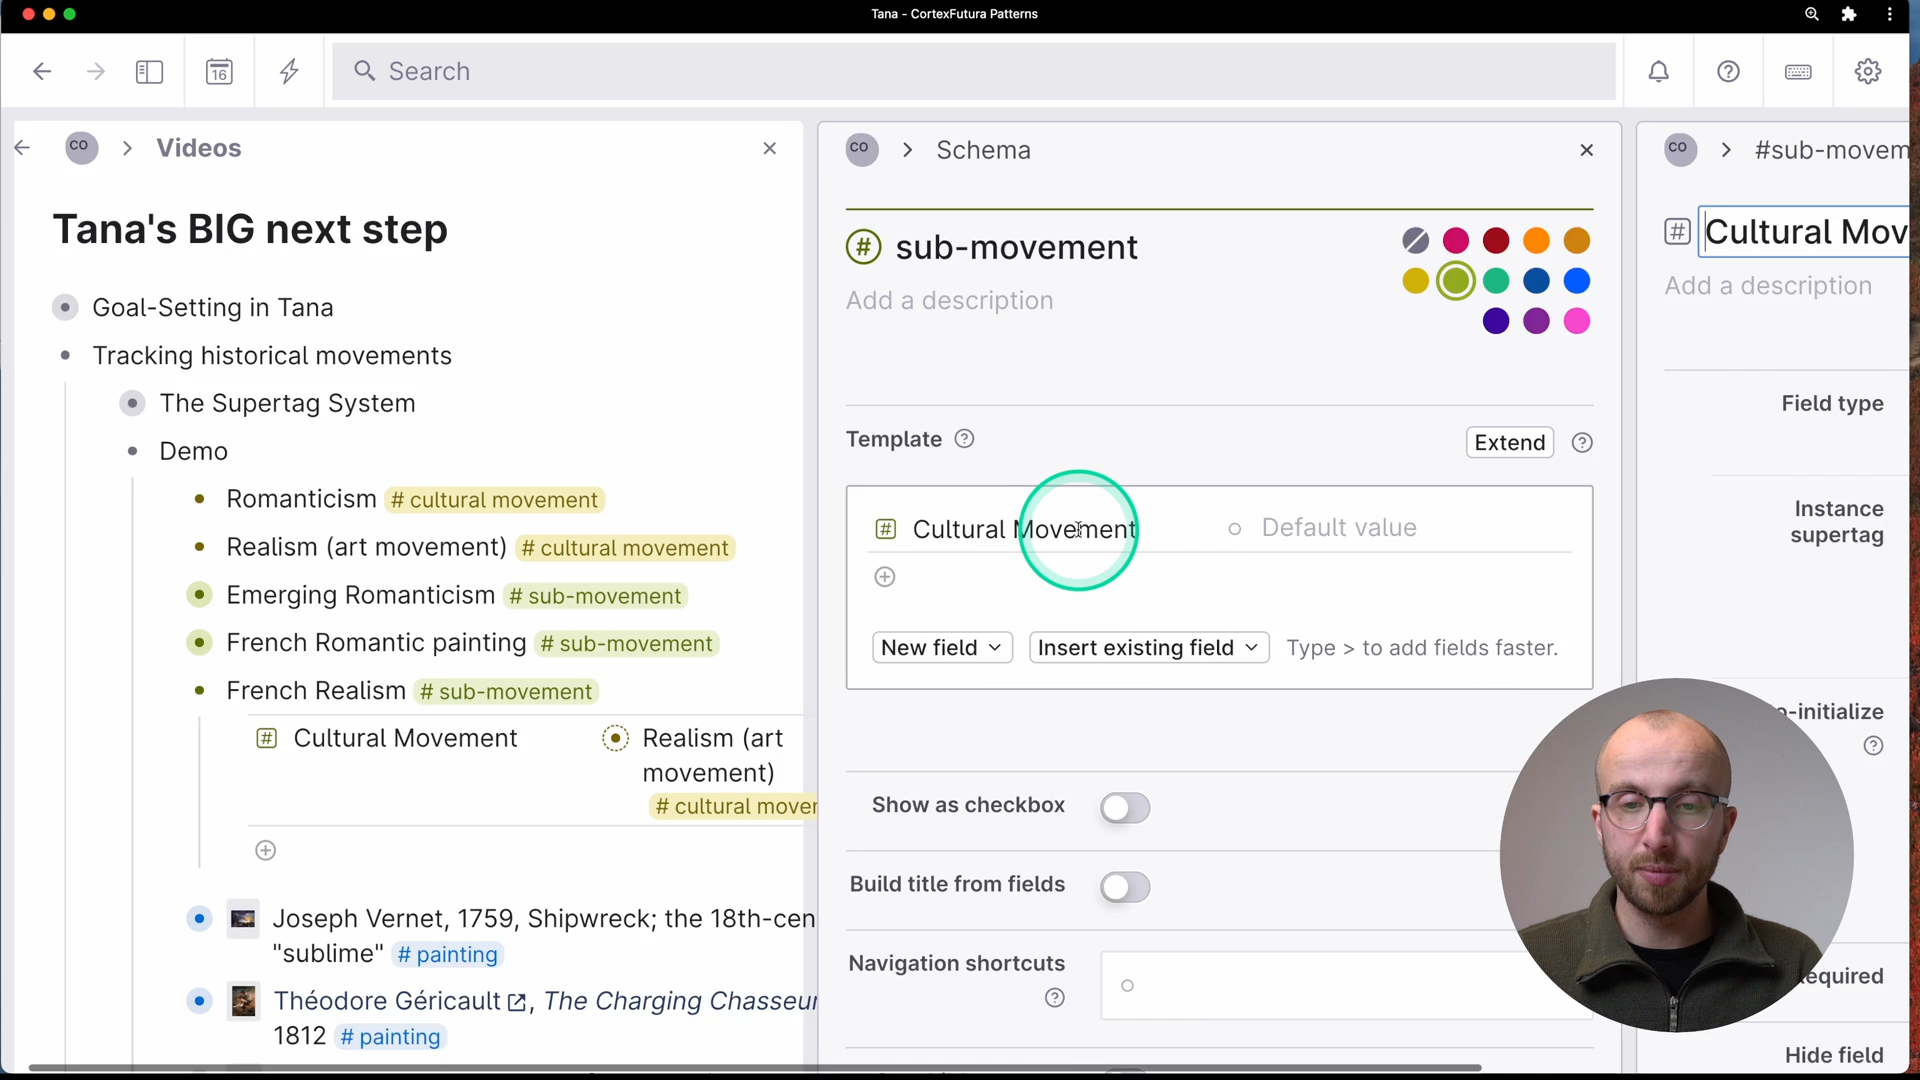 Tana - CortexFutura Patterns
16
Search
CO > Videos
Tana's BIG next step
Goal-Setting in Tana
Tracking historical movements
The Supertag System
Demo
Romanticism # cultural movement
Realism (art movement) # cultural movement
Emerging Romanticism # sub-movement
French Romantic painting # sub-movement
French Realism # sub-movement
# Cultural Movement
Realism (art
movement)
# cultural mover
Joseph Vernet, 1759, Shipwreck; the 18th-cen
"sublime" # painting
Théodore Géricault, The Charging Chasseur
1812 # painting
CO > Schema
# sub-movement
Add a description
Template ?
Extend ?
# Cultural Movement
Default value
New field
Insert existing field
Type > to add fields faster.
Show as checkbox
Build title from fields
Navigation shortcuts
?
CO > #sub-movem
# Cultural Mov
Add a description
Field type
Instance
supertag
o-initialize
?
equired
Hide field